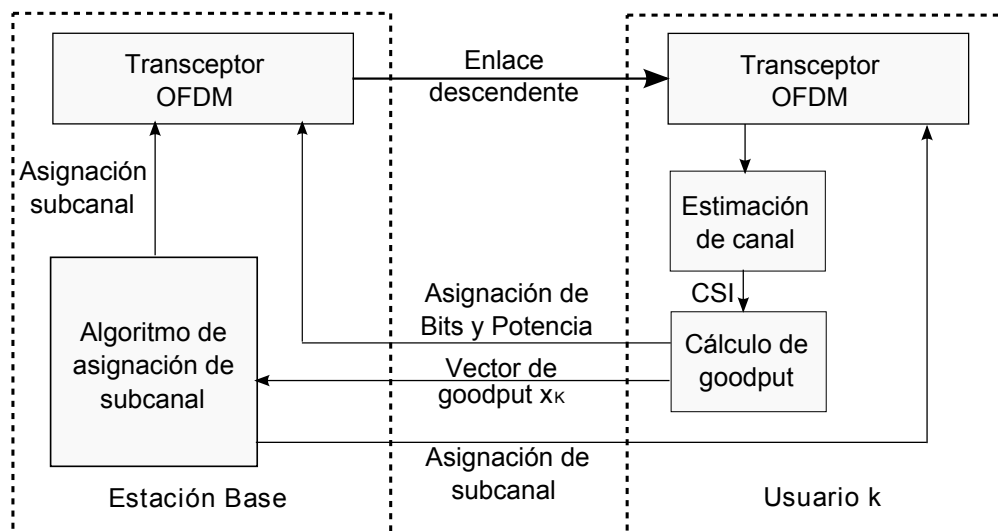 Transceptor
OFDM
Enlace
descendente
Transceptor
OFDM
Asignación
subcanal
Estimación
de canal
CSI
Algoritmo de
asignación de
subcanal
Asignación de
Bits y Potencia
Cálculo de
goodput
Vector de
goodput xK
Asignación de
subcanal
Estación Base
Usuario k